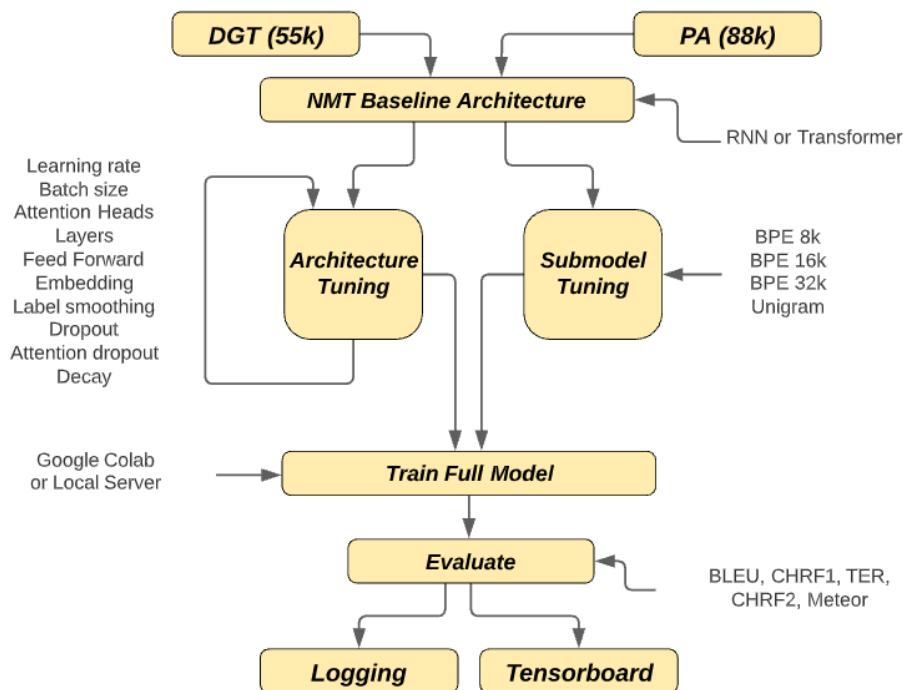 DGT (55k)
PA (88k)
NMT Baseline Architecture
RNN or Transformer
Learning rate
Batch size
Attention Heads
Layers
Feed Forward
Embedding
Label smoothing
Dropout
Attention dropout
Decay
Architecture
Tuning
Submodel
Tuning
BPE 8k
BPE 16k
BPE 32k
Unigram
Google Colab
or Local Server
Train Full Model
Evaluate
BLEU, CHRF1, TER,
CHRF2, Meteor
Logging
Tensorboard